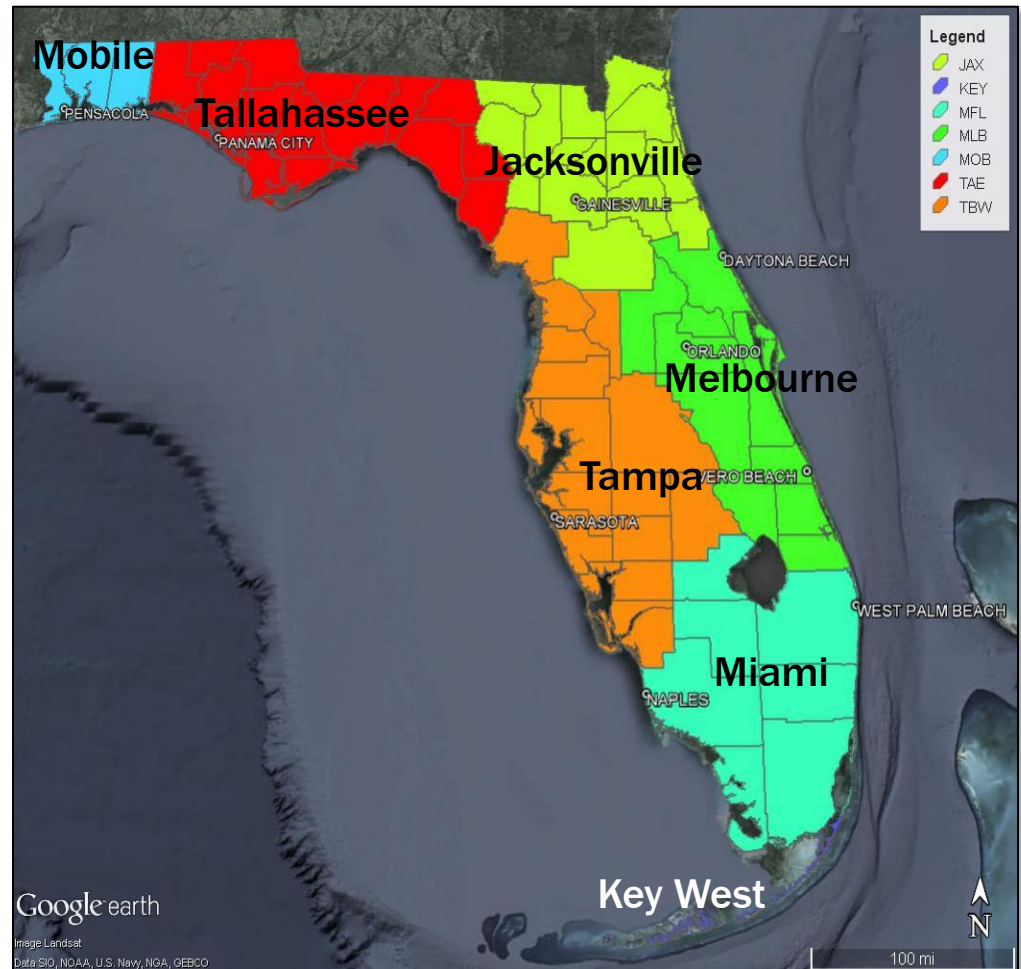 Mobile
PENSACOLA
Tallahassee
PANAMA CITY
Jacksonville
GAINESVILLE
DAYTONA BEACH
ORLANDO
Melbourne
Tampa
VERO BEACH
SARASOTA
WEST PALM BEACH
Miami
NAPLES
Key West
Legend
JAX
KEY
MFL
MLB
MOB
TAE
TBW
Google earth
Image Landsat
Data SIO, NOAA, U.S. Navy, NGA, GEBCO
N
100 mi